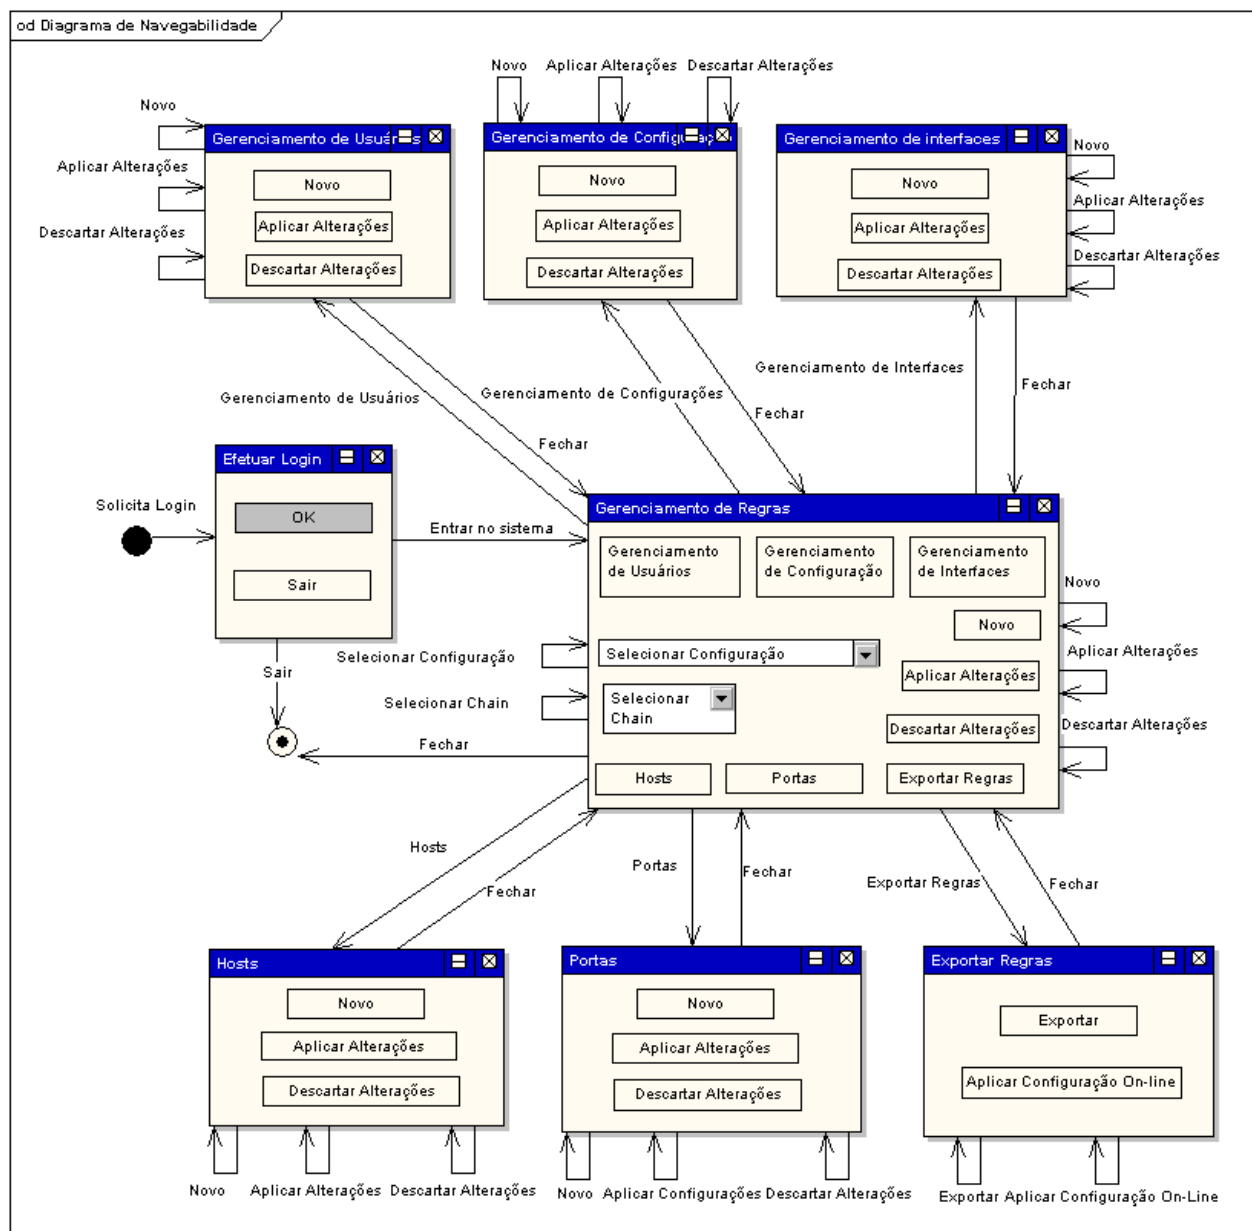 od Diagrama de Navegabilidade
Novo
Aplicar Alterações
Descartar Alterações
Novo
Aplicar Alterações
Descartar Alterações
Gerenciamento de Usuários
Novo
Aplicar Alterações
Descartar Alterações
Gerenciamento de Configuração
Novo
Aplicar Alterações
Descartar Alterações
Gerenciamento de interfaces
Novo
Aplicar Alterações
Descartar Alterações
Novo
Aplicar Alterações
Descartar Alterações
Gerenciamento de Usuários
Fechar
Gerenciamento de Configurações
Fechar
Gerenciamento de Interfaces
Fechar
Solicita Login
Efetuar Login
OK
Sair
Entrar no sistema
Sair
Gerenciamento de Regras
Gerenciamento
de Usuários
Gerenciamento
de Configuração
Gerenciamento
de Interfaces
Novo
Selecionar Configuração
Aplicar Alterações
Selecionar
Chain
Descartar Alterações
Hosts
Portas
Exportar Regras
Selecionar Configuração
Selecionar Chain
Fechar
Novo
Aplicar Alterações
Descartar Alterações
Hosts
Fechar
Portas
Fechar
Exportar Regras
Fechar
Hosts
Novo
Aplicar Alterações
Descartar Alterações
Novo
Aplicar Alterações
Descartar Alterações
Portas
Novo
Aplicar Alterações
Descartar Alterações
Novo
Aplicar Configurações
Descartar Alterações
Exportar Regras
Exportar
Aplicar Configuração On-line
Exportar
Aplicar Configuração On-Line